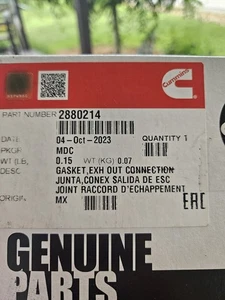 Cummins
PART NUMBER 2880214
DATE 04-Oct-2023 QUANTITY 1
PKGF MDC
WT (LB) 0.15 WT (KG) 0.07
DESC GASKET,EXH OUT CONNECTION
JUNTA,CONEX SALIDA DE ESC
JOINT RACCORD D'ECHAPPEMENT
ORIGIN MX EAC
GENUINE
PARTS